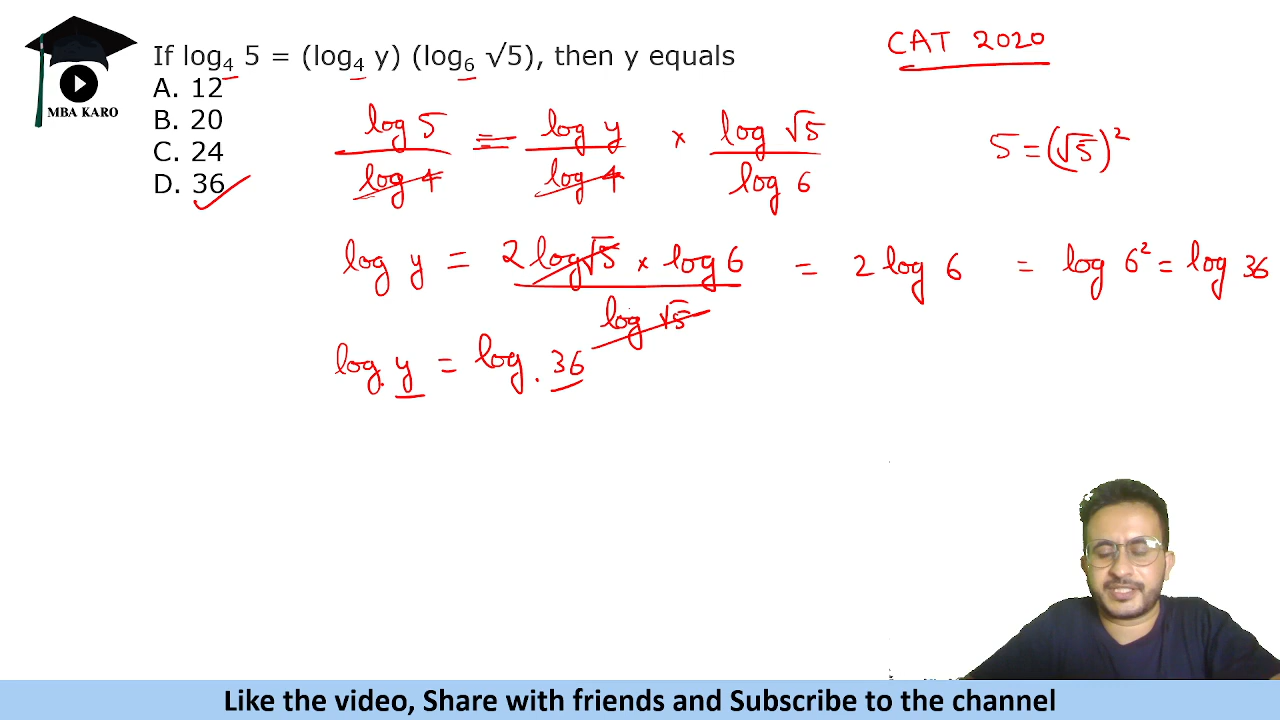 CAT 2020
If log₄ 5 = (log₄ y) (log₆ √5), then y equals
A. 12
B. 20
C. 24
D. 36
MBA KARO
log 5 / log 4 = log y / log 4 × log √5 / log 6
5 = (√5)²
log y = 2 log √5 × log 6 / log √5 = 2 log 6 = log 6² = log 36
log y = log 36
Like the video, Share with friends and Subscribe to the channel